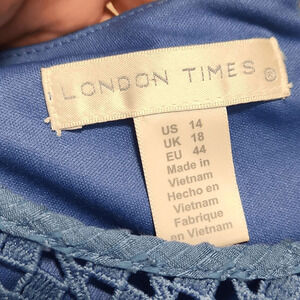 LONDON TIMES ®
US 14
UK 18
EU 44
Made in
Vietnam
Hecho en
Vietnam
Fabrique
en Vietnam